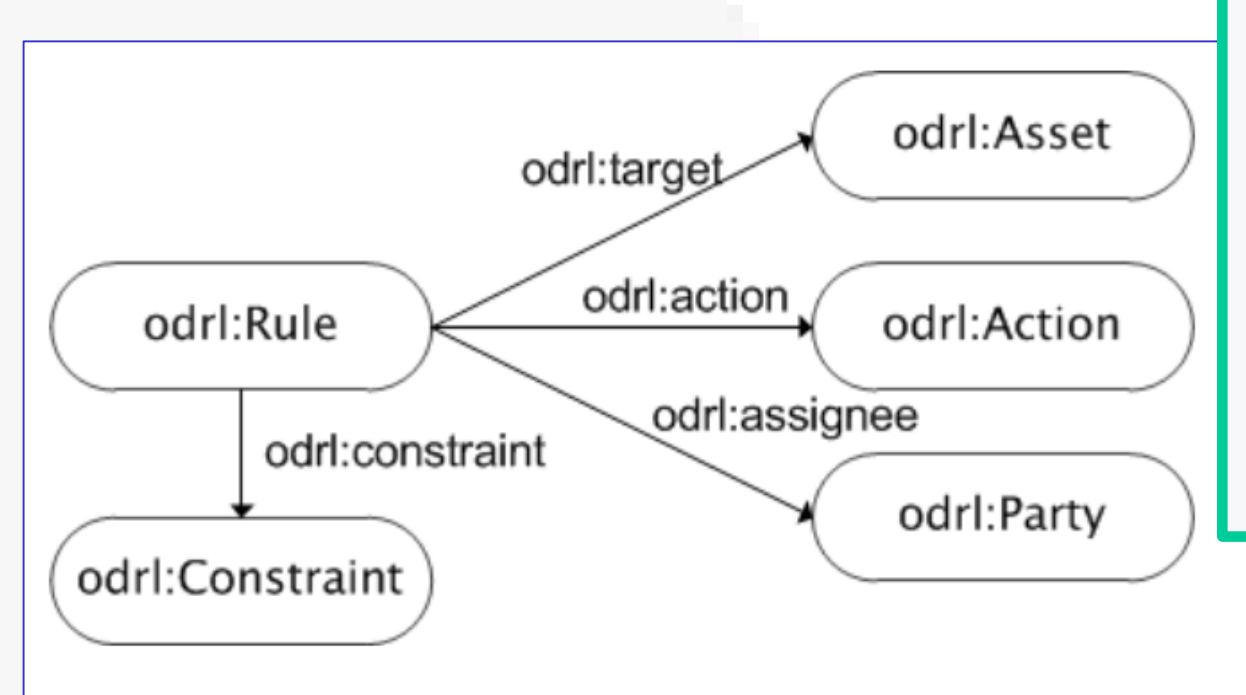 odrl:Asset
odrl:target
odrl:action
odrl:Rule
odrl:Action
odrl:assignee
odrl:constraint
odrl:Party
odrl:Constraint